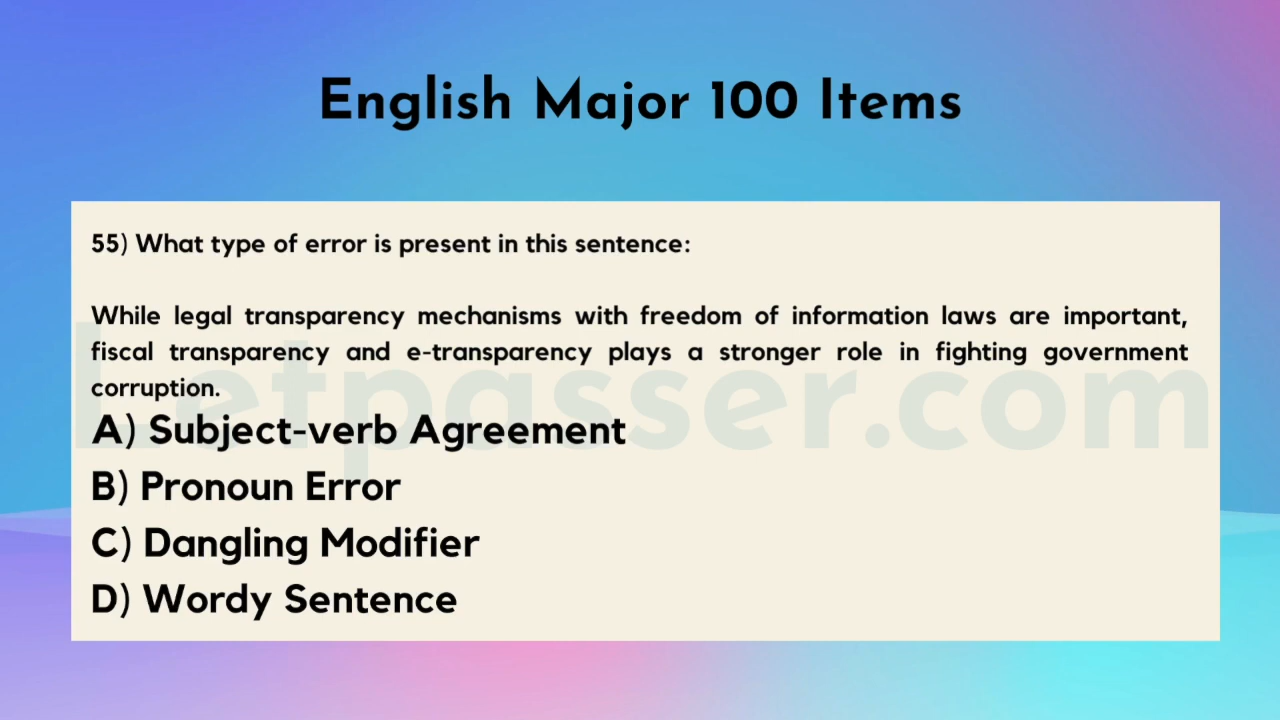 English Major 100 Items
55) What type of error is present in this sentence:
While legal transparency mechanisms with freedom of information laws are important,
fiscal transparency and e-transparency plays a stronger role in fighting government
corruption.
Letpasser.com
A) Subject-verb Agreement
B) Pronoun Error
C) Dangling Modifier
D) Wordy Sentence